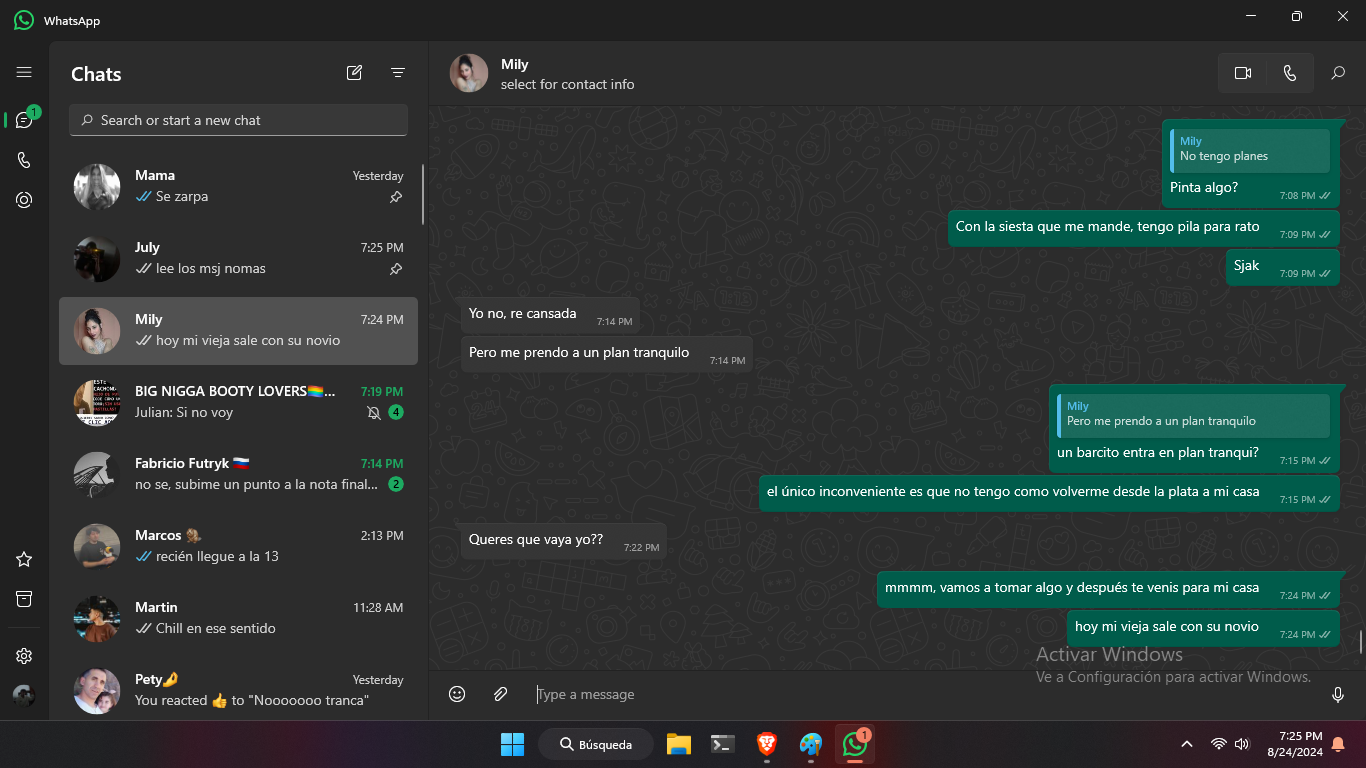 WhatsApp
Chats
Search or start a new chat
1
Mama
Yesterday
Se zarpa
July
7:25 PM
lee los msj nomas
Mily
7:24 PM
hoy mi vieja sale con su novio
BIG NIGGA BOOTY LOVERS🏳️‍🌈...
7:19 PM
Julian: Si no voy
4
Fabricio Futryk 🇷🇺
7:14 PM
no se, subime un punto a la nota final...
2
Marcos
2:13 PM
recién llegue a la 13
Martin
11:28 AM
Chill en ese sentido
Pety🤌
Yesterday
You reacted 👍 to "Nooooooo tranca"
Mily
select for contact info
Mily
No tengo planes
Pinta algo?
7:08 PM
Con la siesta que me mande, tengo pila para rato
7:09 PM
Sjak
7:09 PM
Yo no, re cansada
7:14 PM
Pero me prendo a un plan tranquilo
7:14 PM
Mily
Pero me prendo a un plan tranquilo
un barcito entra en plan tranqui?
7:15 PM
el único inconveniente es que no tengo como volverme desde la plata a mi casa
7:15 PM
Queres que vaya yo??
7:22 PM
mmmm, vamos a tomar algo y después te venis para mi casa
7:24 PM
hoy mi vieja sale con su novio
7:24 PM
Activar Windows
Ve a Configuración para activar Windows.
Type a message
Búsqueda
1
7:25 PM
8/24/2024